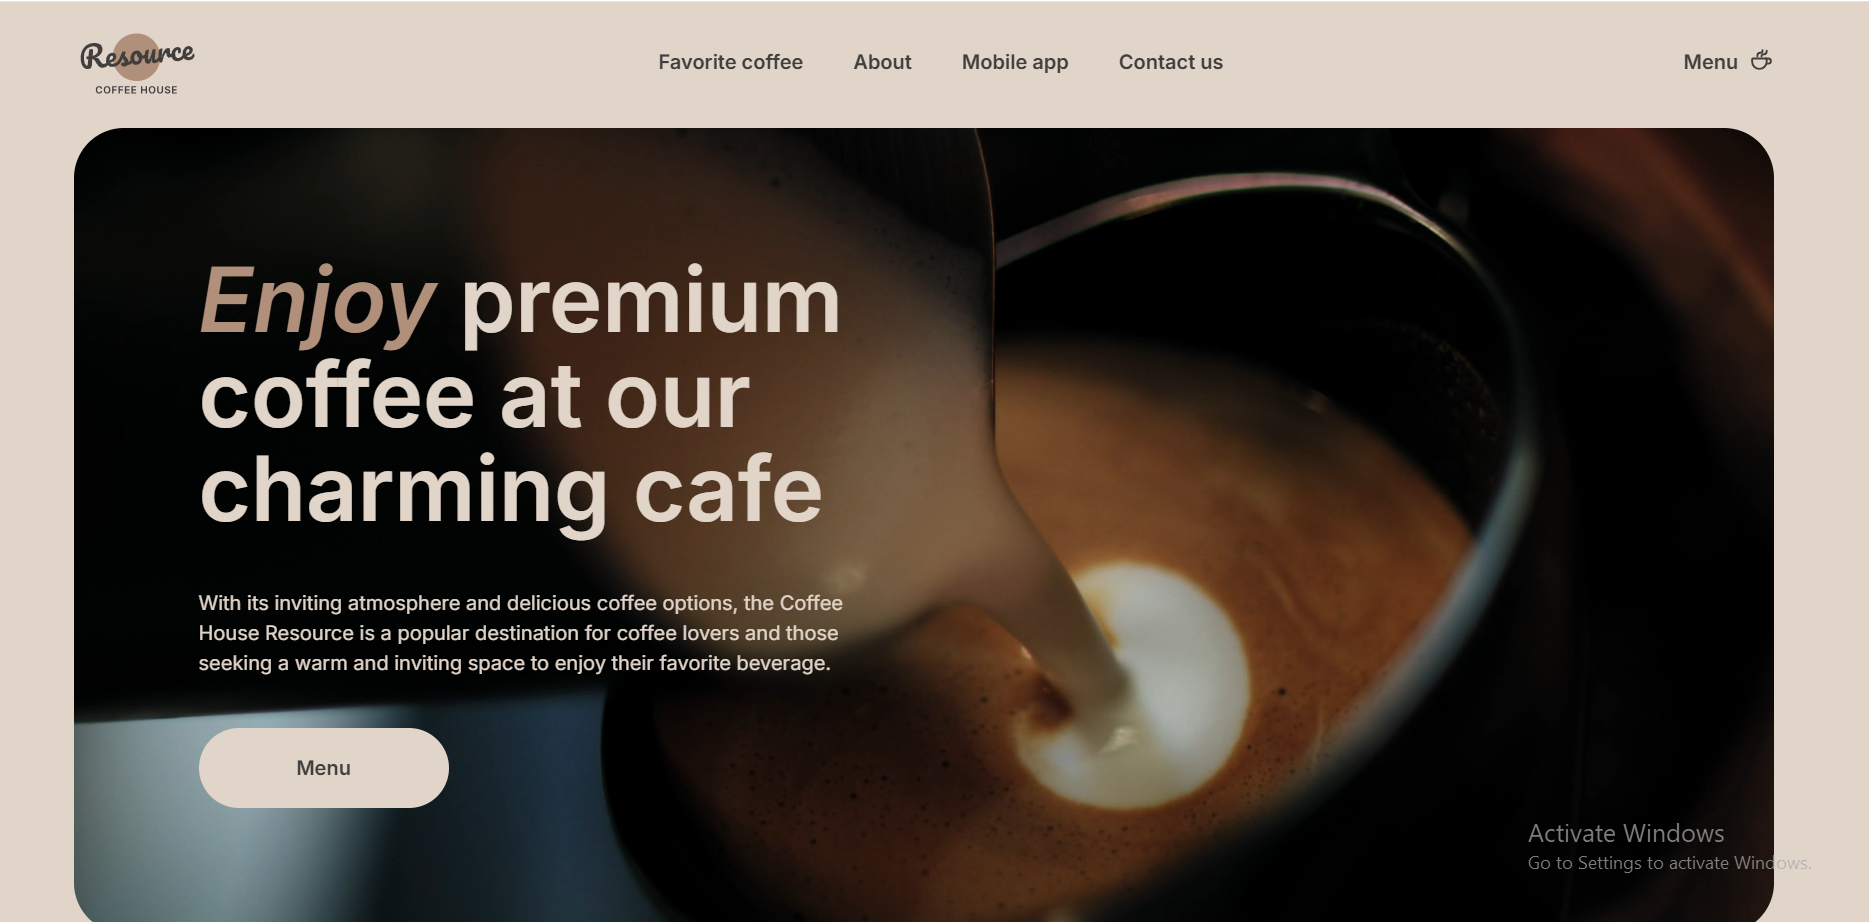 Resource
COFFEE HOUSE
Favorite coffee
About
Mobile app
Contact us
Menu
Enjoy premium
coffee at our
charming cafe
With its inviting atmosphere and delicious coffee options, the Coffee
House Resource is a popular destination for coffee lovers and those
seeking a warm and inviting space to enjoy their favorite beverage.
Menu
Activate Windows
Go to Settings to activate Windows.